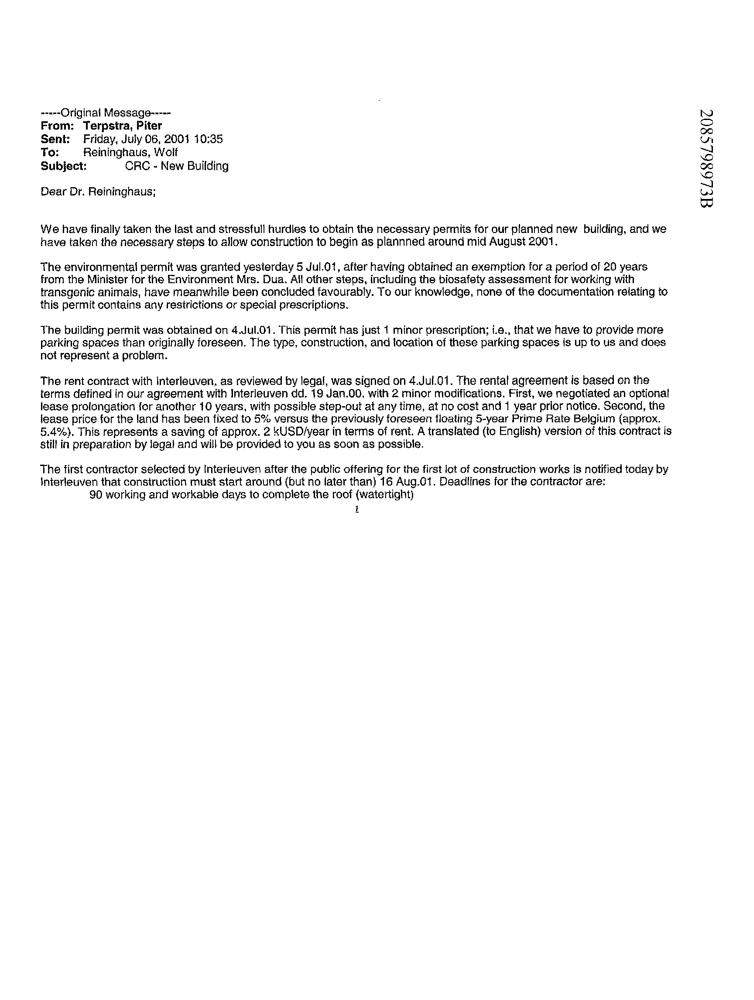 -----Original Message-----
From: Terpstra, Piter
Sent: Friday, July 06, 2001 10:35
To: Reininghaus, Wolf
Subject: CRC - New Building
Dear Dr. Reininghaus;
We have finally taken the last and stressfull hurdles to obtain the necessary permits for our planned new building, and we
have taken the necessary steps to allow construction to begin as plannned around mid August 2001.
The environmental permit was granted yesterday 5 Jul.01, after having obtained an exemption for a period of 20 years
from the Minister for the Environment Mrs. Dua. All other steps, including the biosafety assessment for working with
transgenic animals, have meanwhile been concluded favourably. To our knowledge, none of the documentation relating to
this permit contains any restrictions or special prescriptions.
The building permit was obtained on 4.Jul.01. This permit has just 1 minor prescription; i.e., that we have to provide more
parking spaces than originally foreseen. The type, construction, and location of these parking spaces is up to us and does
not represent a problem.
The rent contract with Interleuven, as reviewed by legal, was signed on 4.Jul.01. The rental agreement is based on the
terms defined in our agreement with Interleuven dd. 19 Jan.00, with 2 minor modifications. First, we negotiated an optional
lease prolongation for another 10 years, with possible step-out at any time, at no cost and 1 year prior notice. Second, the
lease price for the land has been fixed to 5% versus the previously foreseen floating 5-year Prime Rate Belgium (approx.
5.4%). This represents a saving of approx. 2 kUSD/year in terms of rent. A translated (to English) version of this contract is
still in preparation by legal and will be provided to you as soon as possible.
The first contractor selected by Interleuven after the public offering for the first lot of construction works is notified today by
Interleuven that construction must start around (but no later than) 16 Aug.01. Deadlines for the contractor are:
90 working and workable days to complete the roof (watertight)
1
2085798973B